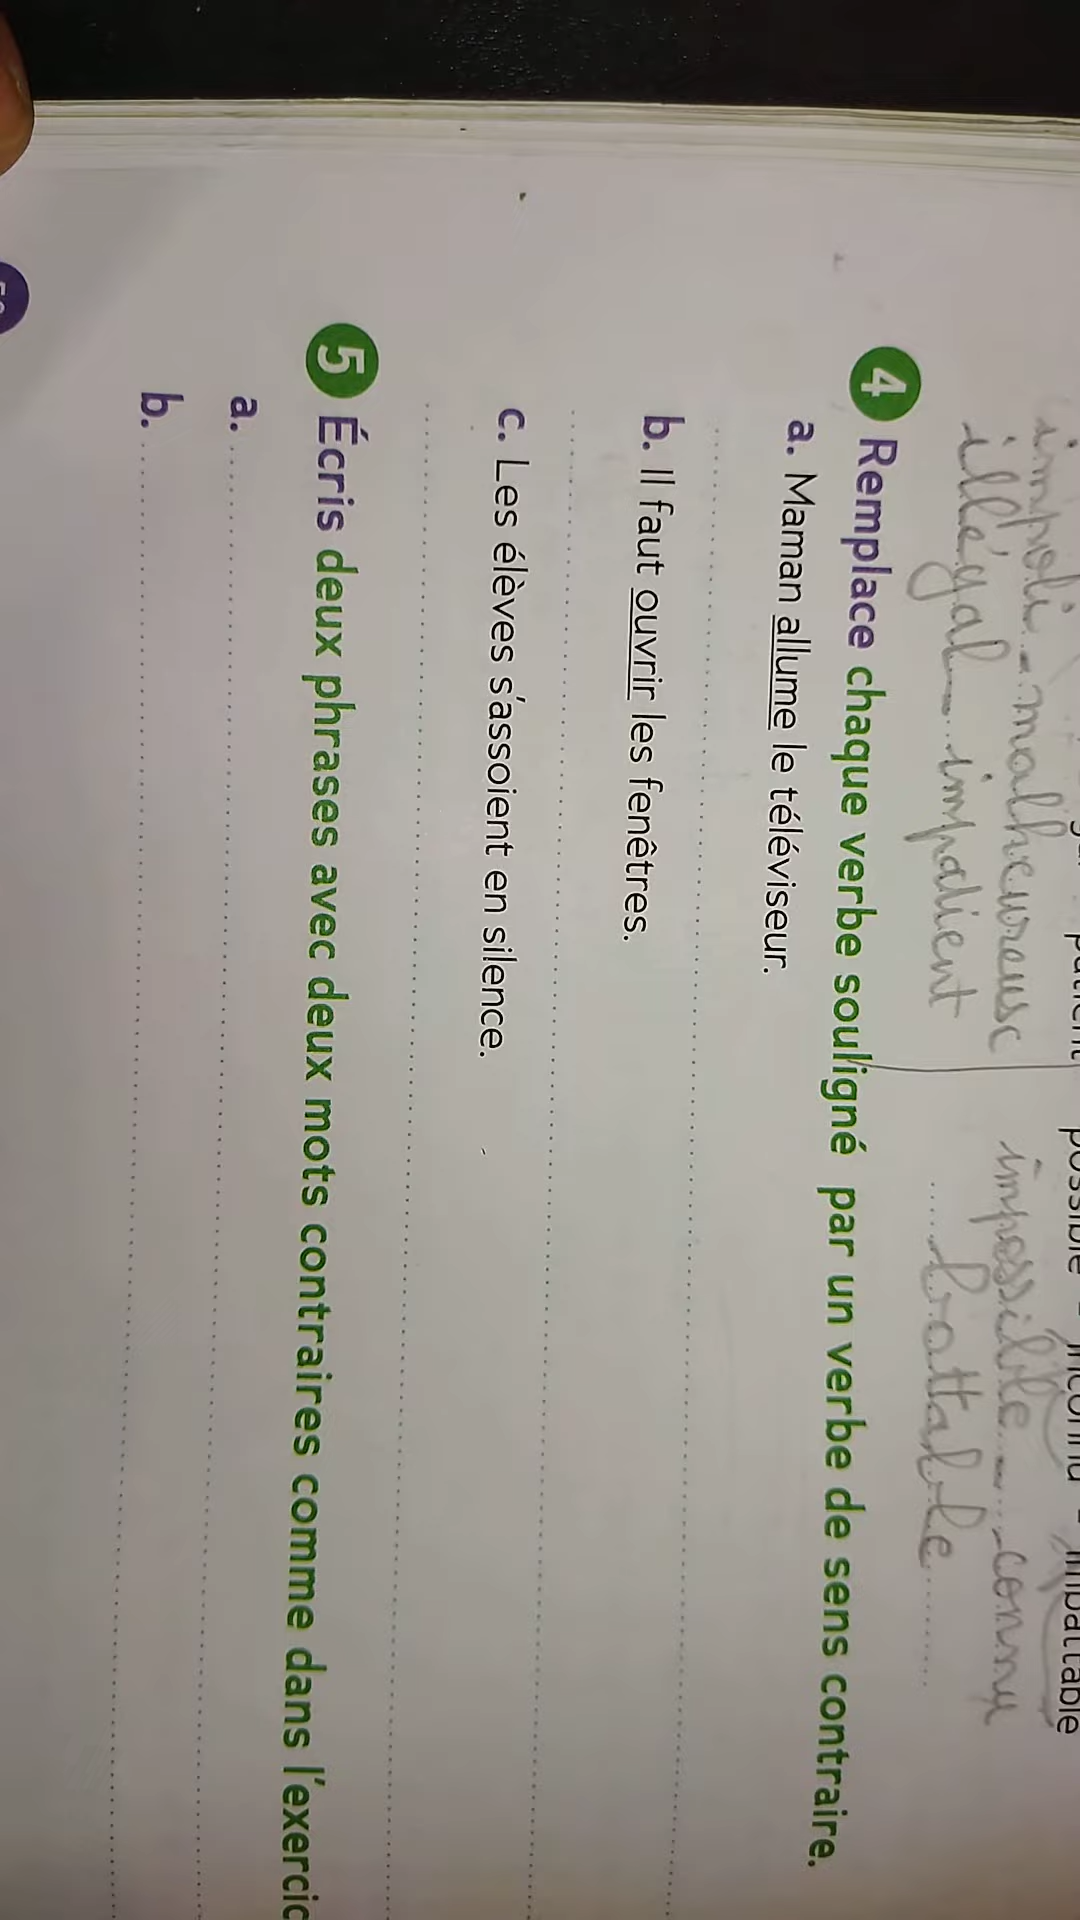 impoli - malheureuse impossible - connu
illégal - impatient battable
4 Remplace chaque verbe souligné par un verbe de sens contraire.
a. Maman allume le téléviseur.
b. Il faut ouvrir les fenêtres.
c. Les élèves s'assoient en silence.
5 Écris deux phrases avec deux mots contraires comme dans l'exercic
a.
b.